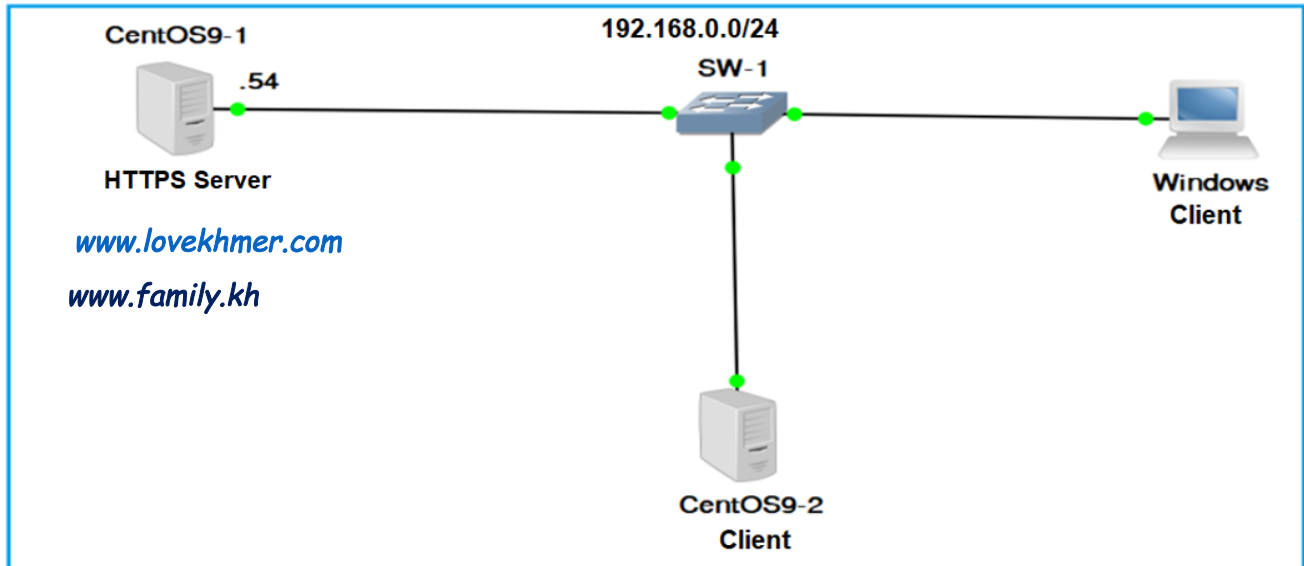 CentOS9-1
192.168.0.0/24
SW-1
.54
HTTPS Server
Windows
Client
www.lovekhmer.com
www.family.kh
CentOS9-2
Client